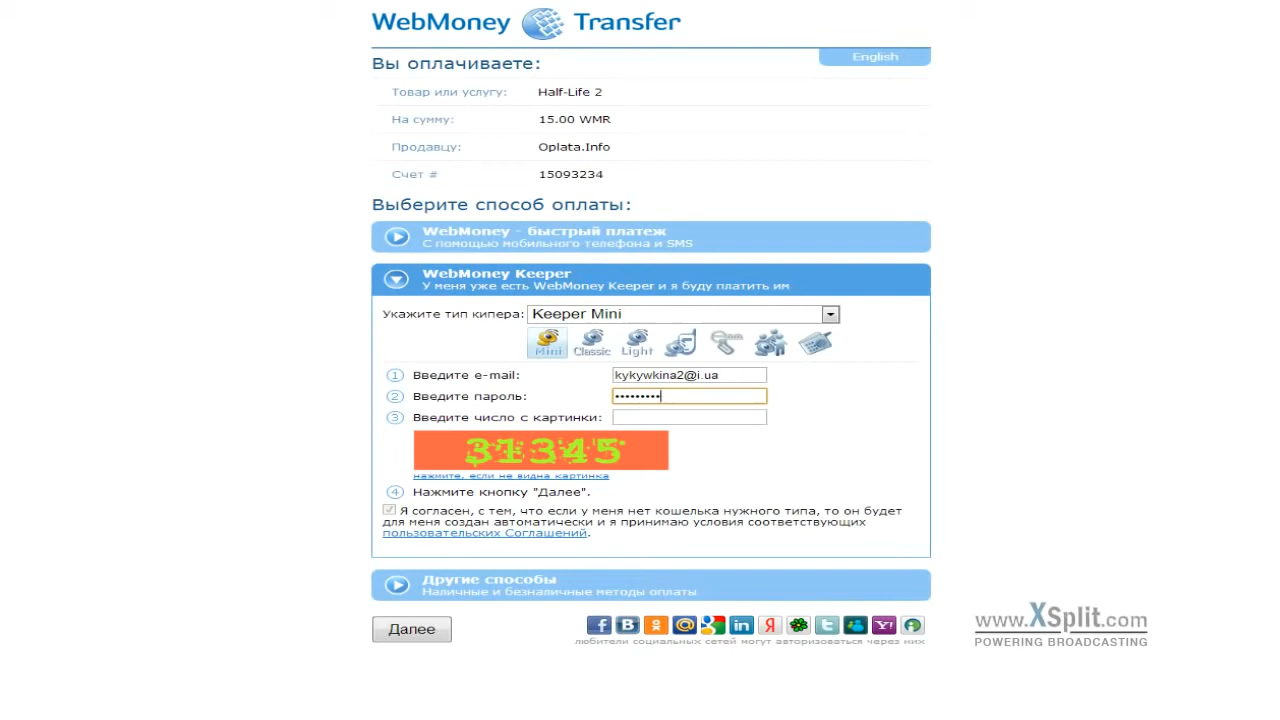 WebMoney Transfer
English
Вы оплачиваете:
Товар или услугу: Half-Life 2
На сумму: 15.00 WMR
Продавцу: Oplata.Info
Счет # 15093234
Выберите способ оплаты:
WebMoney - быстрый платеж
С помощью мобильного телефона и SMS
WebMoney Keeper
У меня уже есть WebMoney Keeper и я буду платить им
Укажите тип кипера: Keeper Mini
Mini Classic Light
1 Введите e-mail: kykywkina2@i.ua
2 Введите пароль: •••••••••
3 Введите число с картинки:
31345
нажмите, если не видна картинка
4 Нажмите кнопку "Далее".
Я согласен, с тем, что если у меня нет кошелька нужного типа, то он будет
для меня создан автоматически и я принимаю условия соответствующих
пользовательских Соглашений.
Другие способы
Наличные и безналичные методы оплаты
Далее
любители социальных сетей могут авторизоваться через них
www.XSplit.com
POWERING BROADCASTING